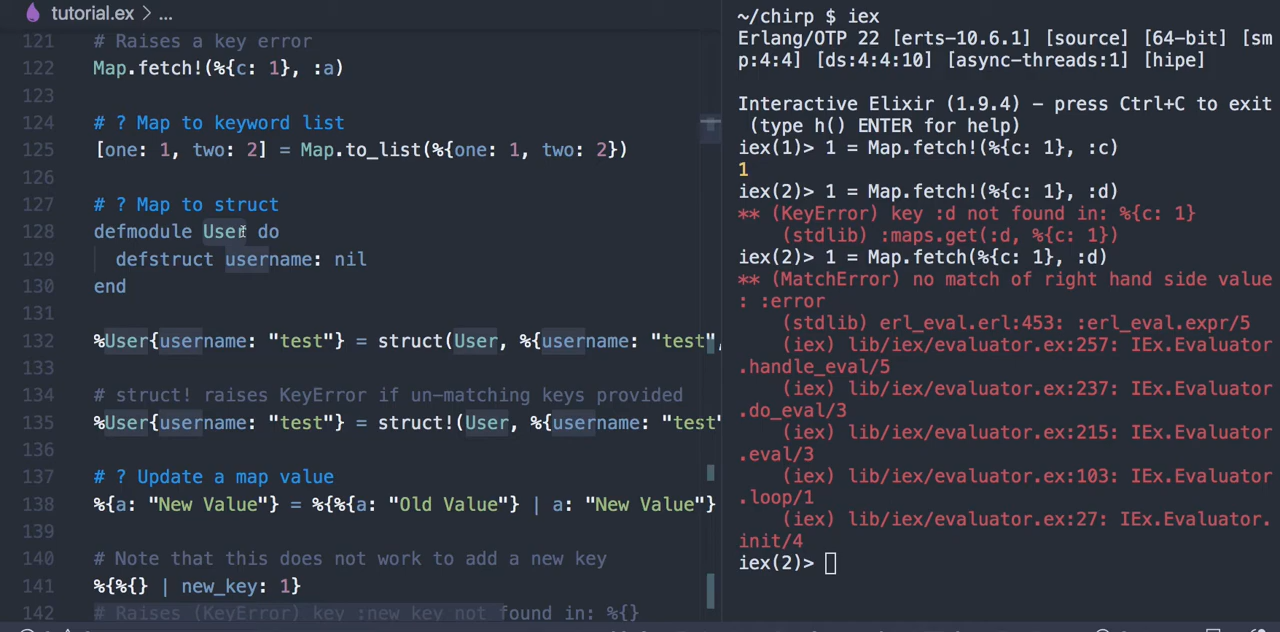 tutorial.ex > ...
121 # Raises a key error
122 Map.fetch!(%{c: 1}, :a)
123
124 # ? Map to keyword list
125 [one: 1, two: 2] = Map.to_list(%{one: 1, two: 2})
126
127 # ? Map to struct
128 defmodule User do
129 defstruct username: nil
130 end
131
132 %User{username: "test"} = struct(User, %{username: "test",
133
134 # struct! raises KeyError if un-matching keys provided
135 %User{username: "test"} = struct!(User, %{username: "test"
136
137 # ? Update a map value
138 %{a: "New Value"} = %{%{a: "Old Value"} | a: "New Value"}
139
140 # Note that this does not work to add a new key
141 %{%{} | new_key: 1}
142 # Raises (KeyError) key :new_key not found in: %{}
~/chirp $ iex
Erlang/OTP 22 [erts-10.6.1] [source] [64-bit] [sm
p:4:4] [ds:4:4:10] [async-threads:1] [hipe]
Interactive Elixir (1.9.4) - press Ctrl+C to exit
(type h() ENTER for help)
iex(1)> 1 = Map.fetch!(%{c: 1}, :c)
1
iex(2)> 1 = Map.fetch!(%{c: 1}, :d)
** (KeyError) key :d not found in: %{c: 1}
(stdlib) :maps.get(:d, %{c: 1})
iex(2)> 1 = Map.fetch(%{c: 1}, :d)
** (MatchError) no match of right hand side value
: :error
(stdlib) erl_eval.erl:453: :erl_eval.expr/5
(iex) lib/iex/evaluator.ex:257: IEx.Evaluator
.handle_eval/5
(iex) lib/iex/evaluator.ex:237: IEx.Evaluator
.do_eval/3
(iex) lib/iex/evaluator.ex:215: IEx.Evaluator
.eval/3
(iex) lib/iex/evaluator.ex:103: IEx.Evaluator
.loop/1
(iex) lib/iex/evaluator.ex:27: IEx.Evaluator.
init/4
iex(2)>